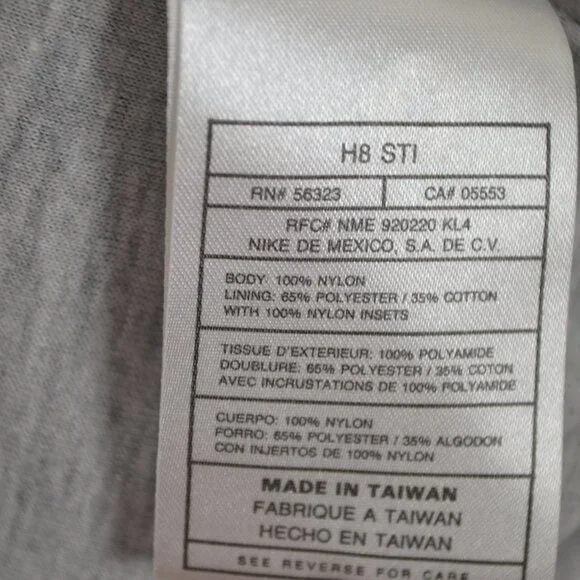 H8 STI
RN# 56323 CA# 05553
RFC# NME 920220 KL4
NIKE DE MEXICO, S.A. DE C.V.
BODY: 100% NYLON
LINING: 65% POLYESTER / 35% COTTON
WITH 100% NYLON INSETS
TISSUE D'EXTERIEUR: 100% POLYAMIDE
DOUBLURE: 65% POLYESTER / 35% COTON
AVEC INCRUSTATIONS DE 100% POLYAMIDE
CUERPO: 100% NYLON
FORRO: 65% POLYESTER / 35% ALGODON
CON INJERTOS DE 100% NYLON
MADE IN TAIWAN
FABRIQUE A TAIWAN
HECHO EN TAIWAN
SEE REVERSE FOR CARE